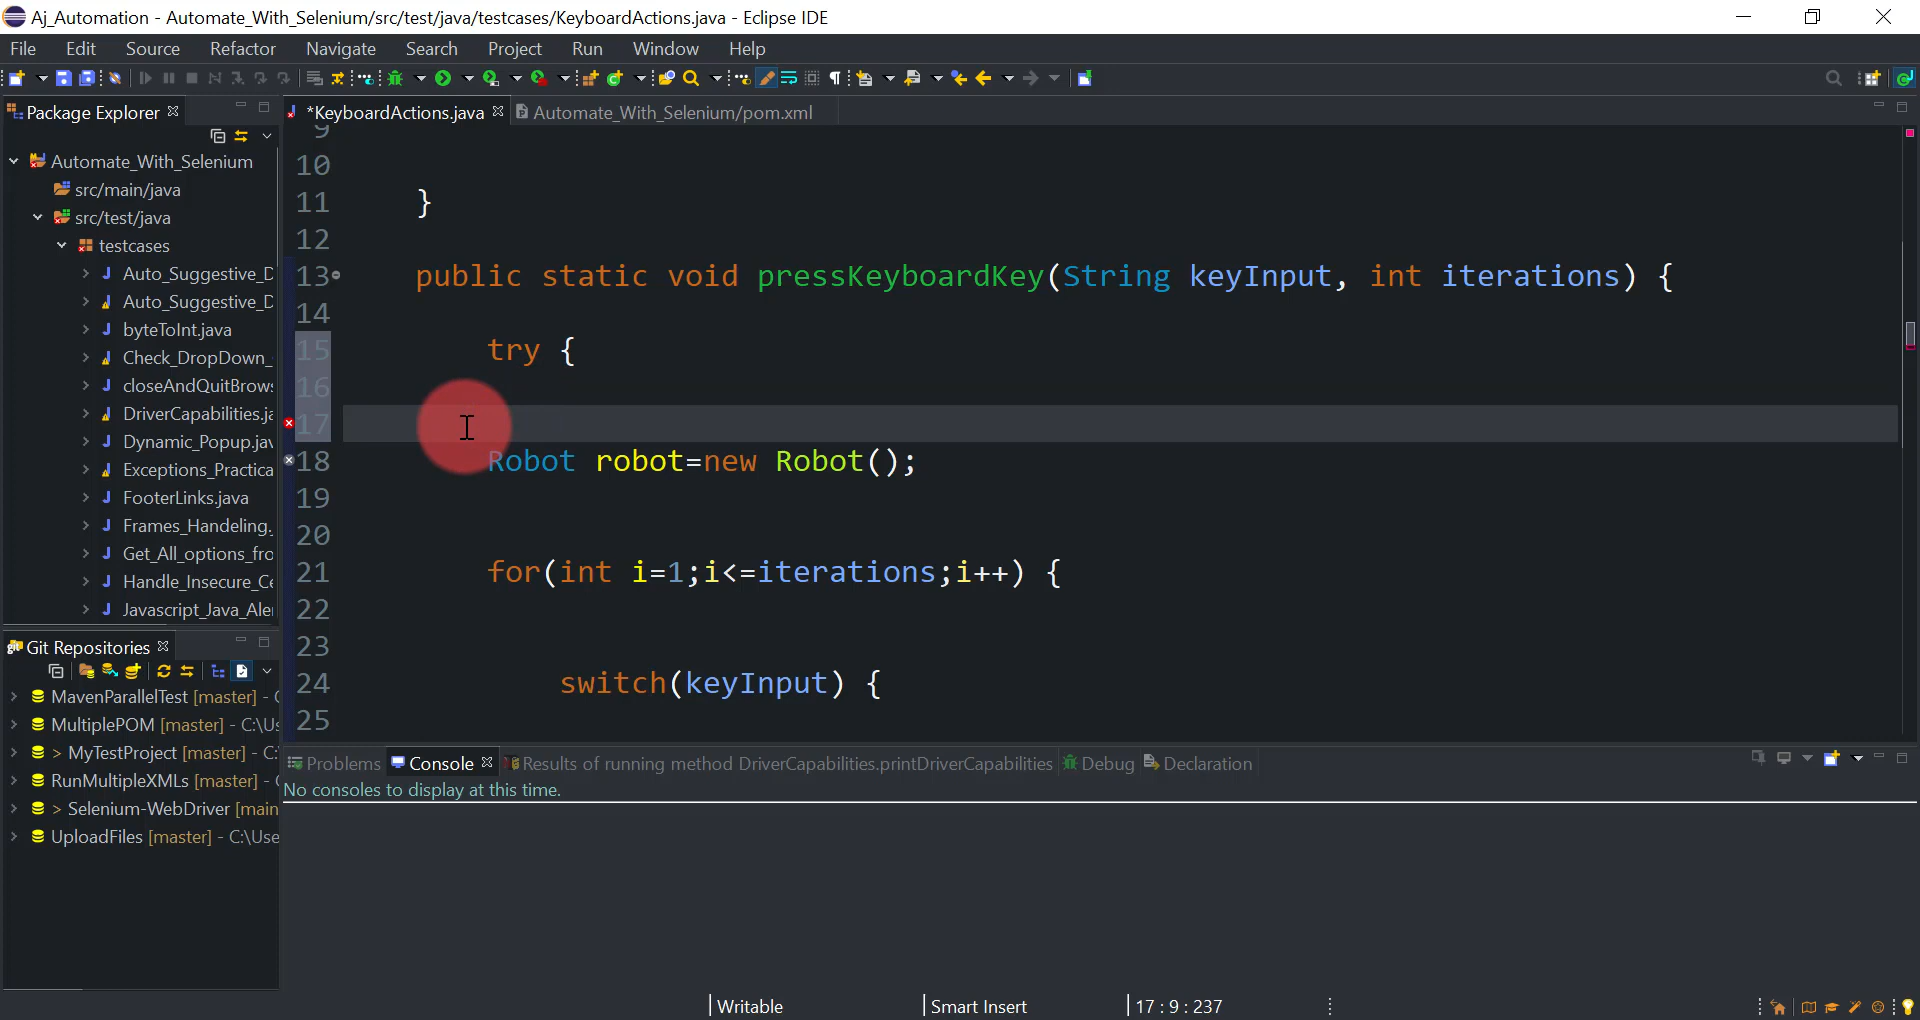 Aj_Automation - Automate_With_Selenium/src/test/java/testcases/KeyboardActions.java - Eclipse IDE
File Edit Source Refactor Navigate Search Project Run Window Help
Package Explorer
*KeyboardActions.java
Automate_With_Selenium/pom.xml
Automate_With_Selenium
src/main/java
src/test/java
testcases
Auto_Suggestive_D
Auto_Suggestive_D
byteToInt.java
Check_DropDown_
closeAndQuitBrows
DriverCapabilities.ja
Dynamic_Popup.jav
Exceptions_Practica
FooterLinks.java
Frames_Handeling.
Get_All_options_fro
Handle_Insecure_Ce
Javascript_Java_Aler
9
10
11 }
12
13 public static void pressKeyboardKey(String keyInput, int iterations) {
14
15 try {
16
17
18 Robot robot=new Robot();
19
20
21 for(int i=1;i<=iterations;i++) {
22
23
24 switch(keyInput) {
25
Git Repositories
MavenParallelTest [master] - C
MultiplePOM [master] - C:\Us
> MyTestProject [master] - C:
RunMultipleXMLs [master] - C
> Selenium-WebDriver [main
UploadFiles [master] - C:\Use
Problems Console Results of running method DriverCapabilities.printDriverCapabilities Debug Declaration
No consoles to display at this time.
Writable Smart Insert 17 : 9 : 237